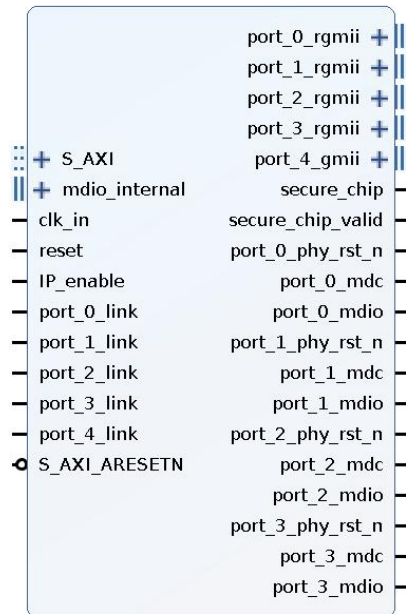 port_0_rgmii
port_1_rgmii
port_2_rgmii
port_3_rgmii
S_AXI
port_4_gmii
mdio_internal
secure_chip
clk_in
secure_chip_valid
reset
port_0_phy_rst_n
IP_enable
port_0_mdc
port_0_link
port_0_mdio
port_1_link
port_1_phy_rst_n
port_2_link
port_1_mdc
port_3_link
port_1_mdio
port_4_link
port_2_phy_rst_n
S_AXI_ARESETN
port_2_mdc
port_2_mdio
port_3_phy_rst_n
port_3_mdc
port_3_mdio